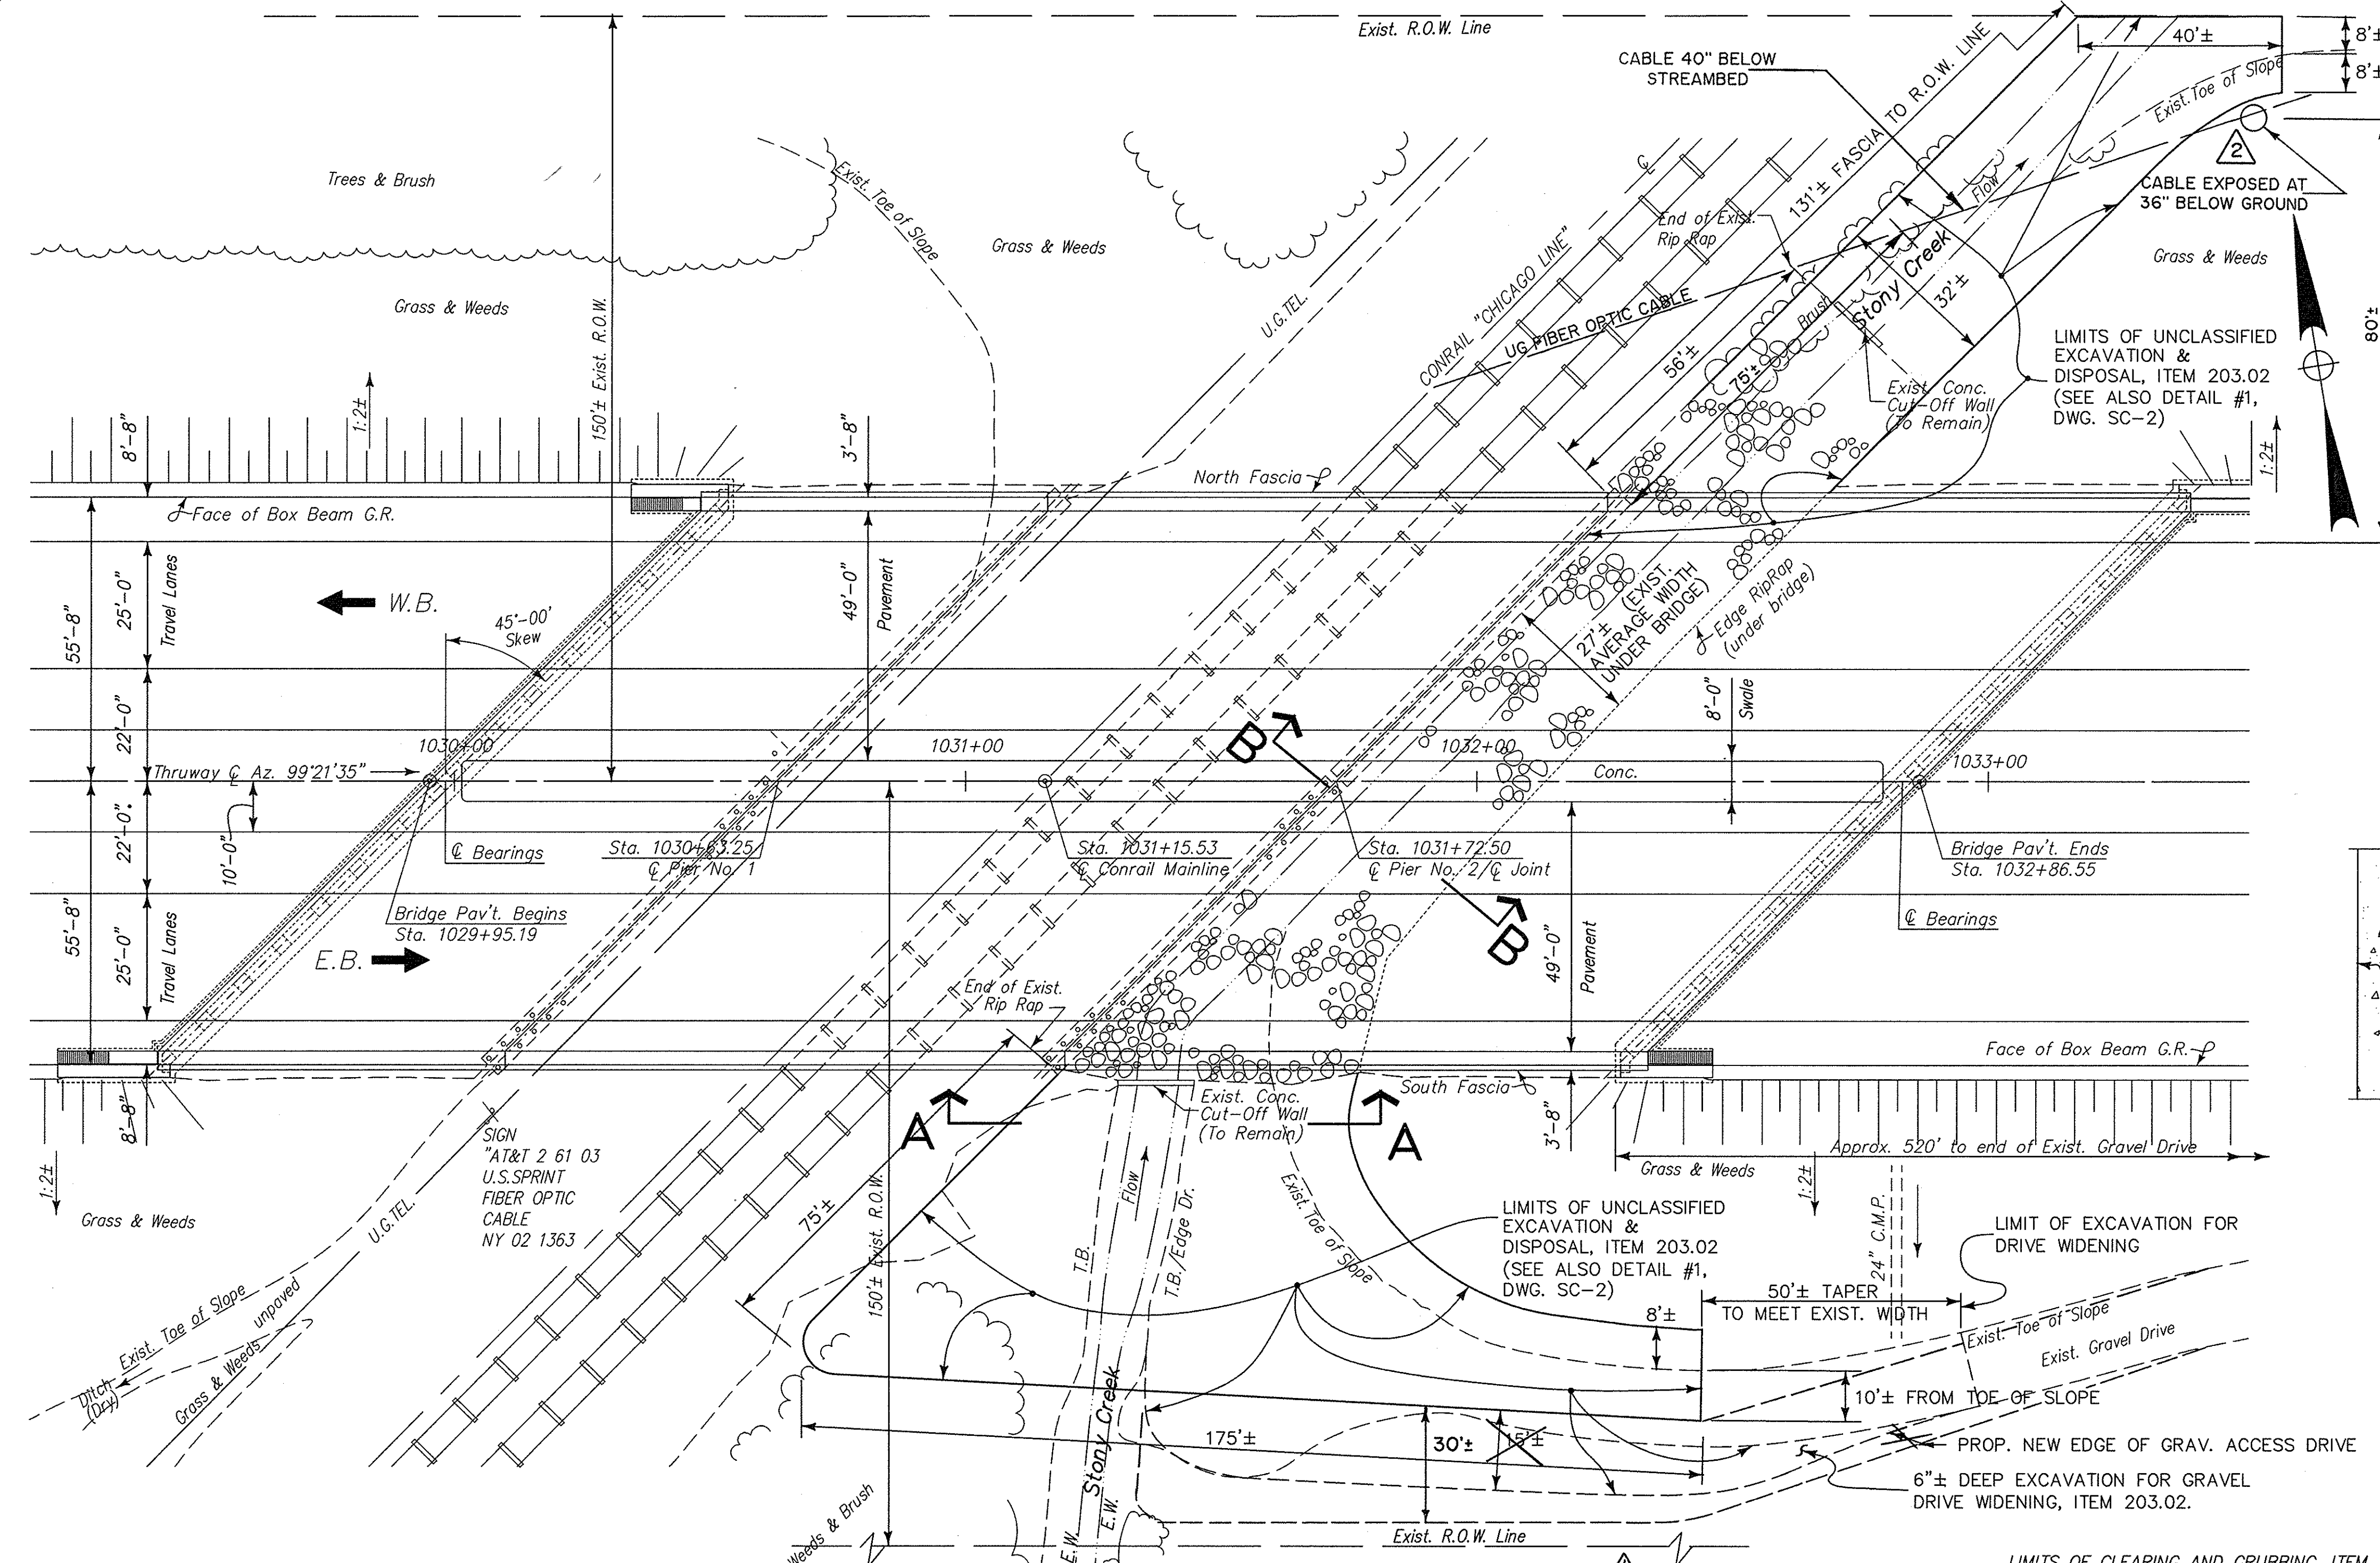 Exist. R.O.W. Line
40'±
8'±
8'±
CABLE 40" BELOW
STREAMBED
131'± FASCIA TO R.O.W. LINE
Exist. Toe of Slope
2
CABLE EXPOSED AT
36" BELOW GROUND
Trees & Brush
Exist. Toe of Slope
Grass & Weeds
Grass & Weeds
150'± Exist. R.O.W.
U.G.TEL.
CONRAIL "CHICAGO LINE"
UG FIBER OPTIC CABLE
End of Exist.
Rip Rap
Flow
Stony Creek
32'±
Brush
56'±
75'±
Grass & Weeds
80'±
LIMITS OF UNCLASSIFIED
EXCAVATION &
DISPOSAL, ITEM 203.02
(SEE ALSO DETAIL #1,
DWG. SC-2)
Exist. Conc.
Cut-Off Wall
(To Remain)
1:2±
8'-8"
1:2±
3'-8"
North Fascia
Face of Box Beam G.R.
55'-8"
25'-0"
Travel Lanes
W.B.
45°-00'
Skew
49'-0"
Pavement
27'±
(EXIST.
AVERAGE WIDTH
UNDER BRIDGE)
Edge RipRap
(under bridge)
22'-0"
8'-0"
Swale
1030+00
1031+00
B
1032+00
1033+00
Thruway ℄ Az. 99°21'35"
Conc.
22'-0"
10'-0"
℄ Bearings
Sta. 1030+63.25
℄ Pier No. 1
Sta. 1031+15.53
℄ Conrail Mainline
Sta. 1031+72.50
℄ Pier No. 2/℄ Joint
Bridge Pav't. Ends
Sta. 1032+86.55
Bridge Pav't. Begins
Sta. 1029+95.19
℄ Bearings
B
55'-8"
25'-0"
Travel Lanes
E.B.
49'-0"
Pavement
End of Exist.
Rip Rap
Face of Box Beam G.R.
South Fascia
8'-8"
1:2±
A
Exist. Conc.
Cut-Off Wall
(To Remain)
A
3'-8"
SIGN
"AT&T 2 61 03
U.S.SPRINT
FIBER OPTIC
CABLE
NY 02 1363
Approx. 520' to end of Exist. Gravel Drive
Grass & Weeds
1:2±
Grass & Weeds
U.G.TEL.
75'±
150'± Exist. R.O.W.
Flow
T.B.
T.B./Edge Dr.
Exist. Toe of Slope
LIMITS OF UNCLASSIFIED
EXCAVATION &
DISPOSAL, ITEM 203.02
(SEE ALSO DETAIL #1,
DWG. SC-2)
24" C.M.P.
LIMIT OF EXCAVATION FOR
DRIVE WIDENING
50'± TAPER
TO MEET EXIST. WIDTH
8'±
Exist. Toe of Slope
Exist. Gravel Drive
Exist. Toe of Slope
unpaved
Ditch
(Dry)
Grass & Weeds
10'± FROM TOE OF SLOPE
Stony Creek
175'±
30'±
15'±
PROP. NEW EDGE OF GRAV. ACCESS DRIVE
6"± DEEP EXCAVATION FOR GRAVEL
DRIVE WIDENING, ITEM 203.02.
Weeds & Brush
E.W.
E.W.
Exist. R.O.W. Line
LIMITS OF CLEARING AND GRUBBING, ITEM